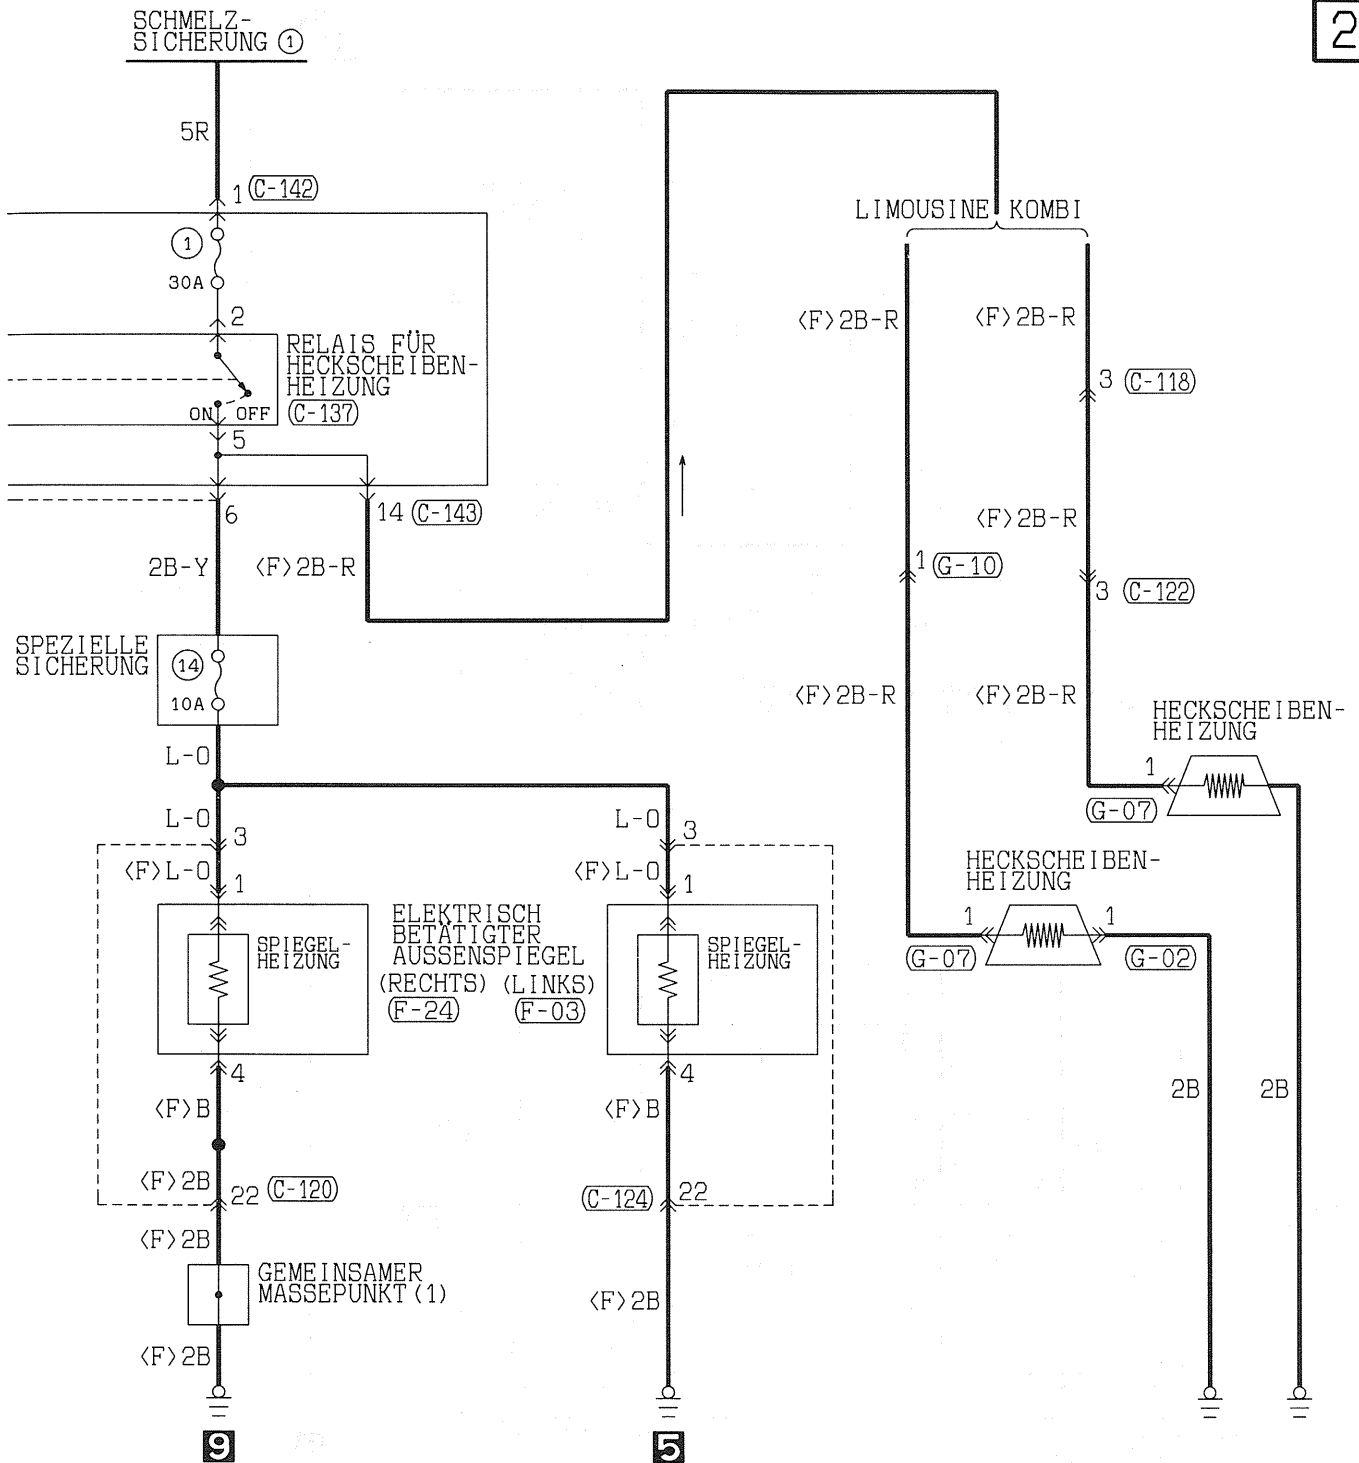 SCHMELZ-
SICHERUNG ①
2
5R
1 (C-142)
LIMOUSINE KOMBI
1
30A
2
<F>2B-R
<F>2B-R
RELAIS FÜR
HECKSCHEIBEN-
HEIZUNG
(C-137)
ON OFF
3 (C-118)
5
6
14 (C-143)
<F>2B-R
2B-Y
<F>2B-R
1 (G-10)
3 (C-122)
SPEZIELLE
SICHERUNG
14
10A
<F>2B-R
<F>2B-R
HECKSCHEIBEN-
HEIZUNG
L-O
1
(G-07)
L-O
3
L-O
3
<F>L-O
1
<F>L-O
1
HECKSCHEIBEN-
HEIZUNG
ELEKTRISCH
BETÄTIGTER
AUSSENSPIEGEL
(RECHTS) (LINKS)
(F-24)
(F-03)
SPIEGEL-
HEIZUNG
SPIEGEL-
HEIZUNG
1
1
(G-07)
(G-02)
4
4
<F>B
<F>B
2B
2B
<F>2B
22 (C-120)
(C-124) 22
<F>2B
GEMEINSAMER
MASSEPUNKT(1)
<F>2B
<F>2B
9
5